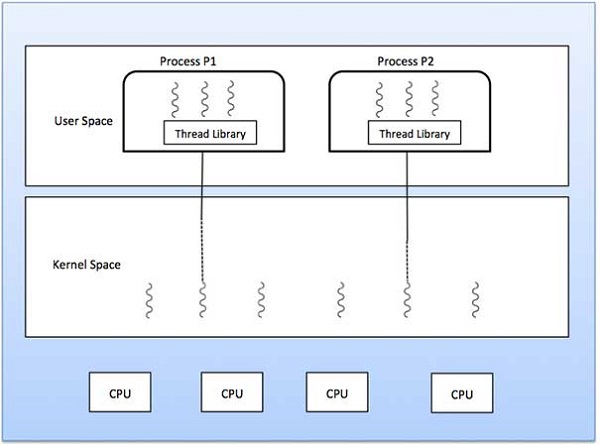 Process P1
Process P2
User Space
Thread Library
Thread Library
Kernel Space
CPU
CPU
CPU
CPU